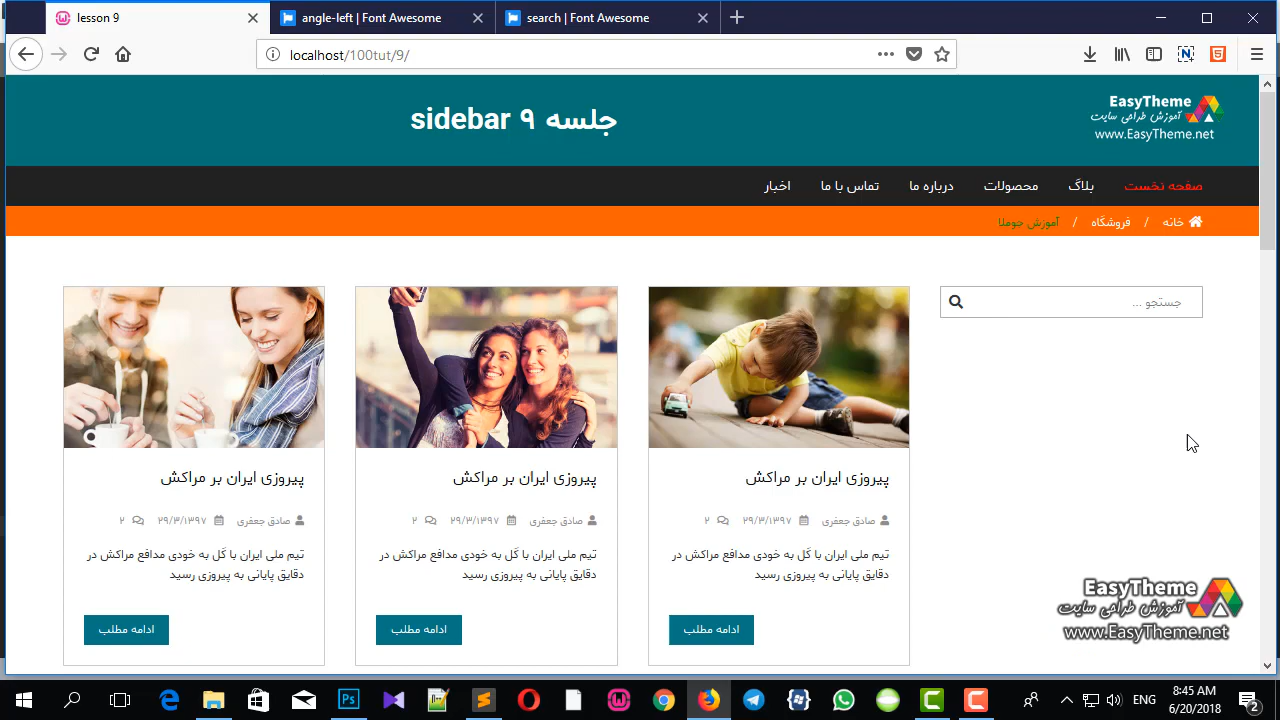 lesson 9
angle-left | Font Awesome
search | Font Awesome
localhost/100tut/9/
EasyTheme
آموزش طراحی سایت
www.EasyTheme.net
جلسه ۹ sidebar
صفحه نخست
بلاگ
محصولات
درباره ما
تماس با ما
اخبار
خانه / فروشگاه / آموزش جوملا
جستجو ...
پیروزی ایران بر مراکش
صادق جعفری ۲۹/۳/۱۳۹۷ ۲
تیم ملی ایران با گل به خودی مدافع مراکش در
دقایق پایانی به پیروزی رسید
ادامه مطلب
پیروزی ایران بر مراکش
صادق جعفری ۲۹/۳/۱۳۹۷ ۲
تیم ملی ایران با گل به خودی مدافع مراکش در
دقایق پایانی به پیروزی رسید
ادامه مطلب
پیروزی ایران بر مراکش
صادق جعفری ۲۹/۳/۱۳۹۷ ۲
تیم ملی ایران با گل به خودی مدافع مراکش در
دقایق پایانی به پیروزی رسید
ادامه مطلب
EasyTheme
آموزش طراحی سایت
www.EasyTheme.net
ENG
8:45 AM
6/20/2018
2